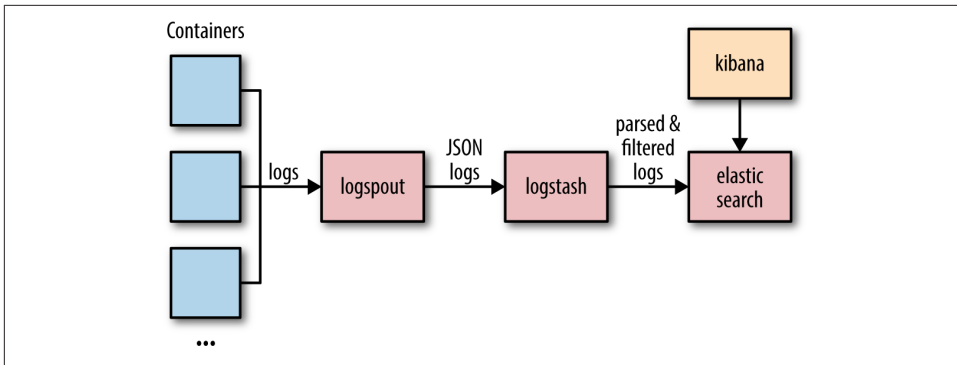 Containers
...
logs
logspout
JSON
logs
logstash
parsed &
filtered
logs
kibana
elastic
search